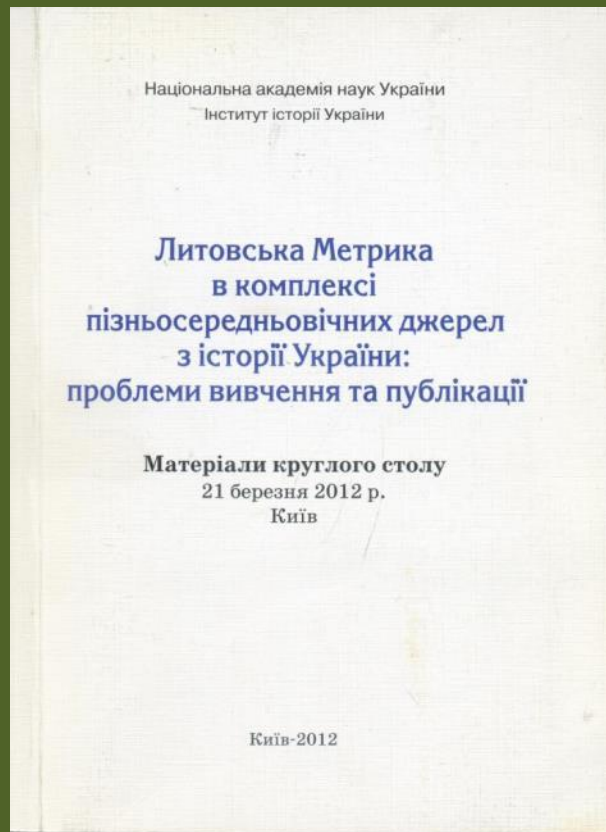 Національна академія наук України
Інститут історії України
Литовська Метрика
в комплексі
пізньосередньовічних джерел
з історії України:
проблеми вивчення та публікації
Матеріали круглого столу
21 березня 2012 р.
Київ
Київ-2012